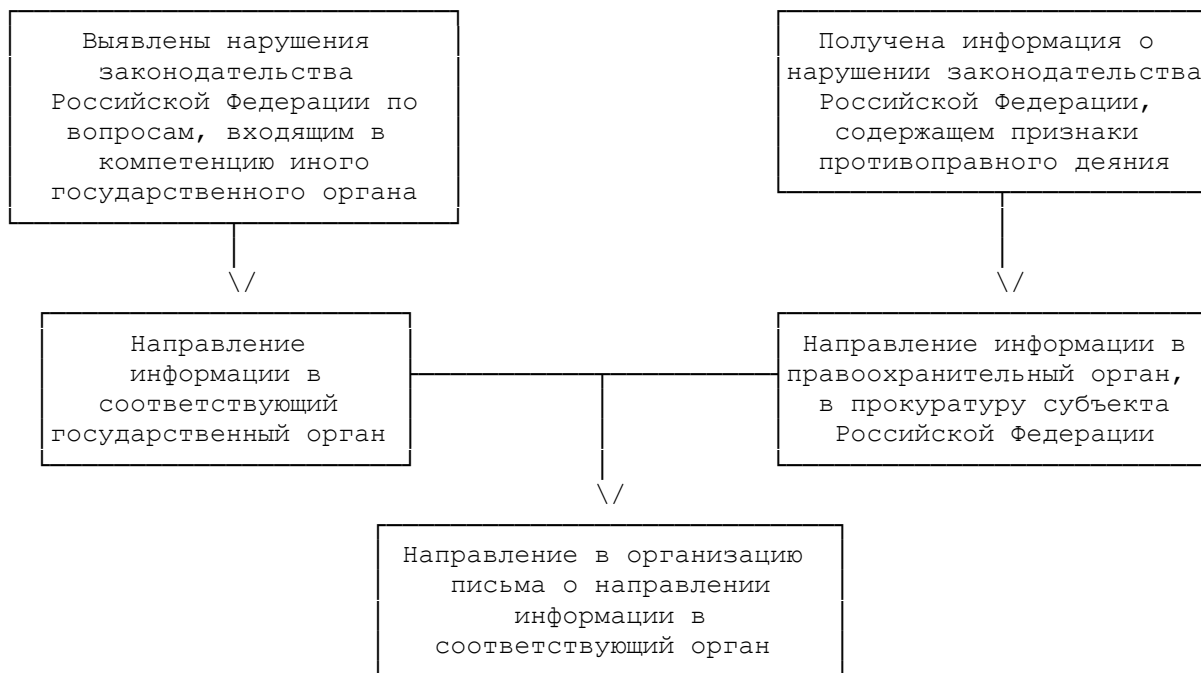 Выявлены нарушения
законодательства
Российской Федерации по
вопросам, входящим в
компетенцию иного
государственного органа
Получена информация о
нарушении законодательства
Российской Федерации,
содержащем признаки
противоправного деяния
Направление
информации в
соответствующий
государственный орган
Направление информации в
правоохранительный орган,
в прокуратуру субъекта
Российской Федерации
Направление в организацию
письма о направлении
информации в
соответствующий орган